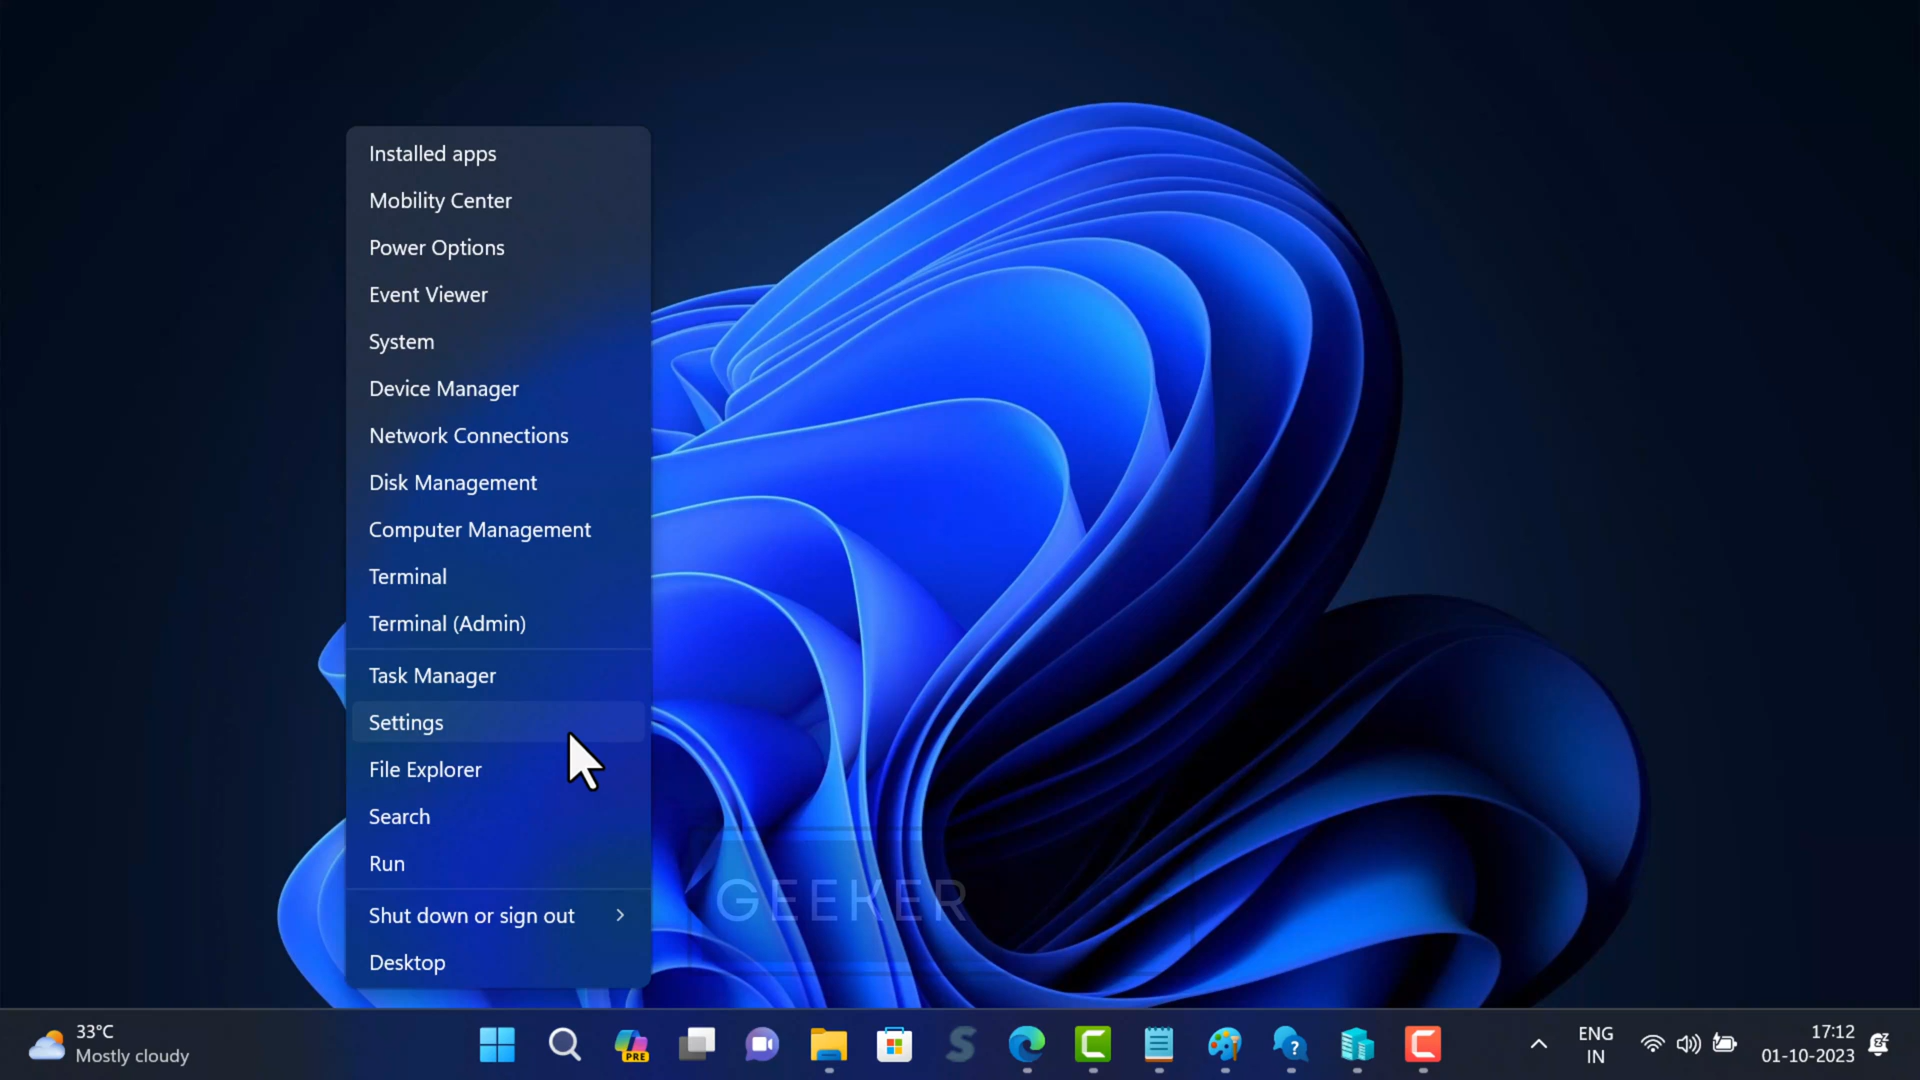 Installed apps
Mobility Center
Power Options
Event Viewer
System
Device Manager
Network Connections
Disk Management
Computer Management
Terminal
Terminal (Admin)
Task Manager
Settings
File Explorer
Search
Run
Shut down or sign out
Desktop
GEEKER
33°C
Mostly cloudy
PRE
ENG
IN
17:12
01-10-2023